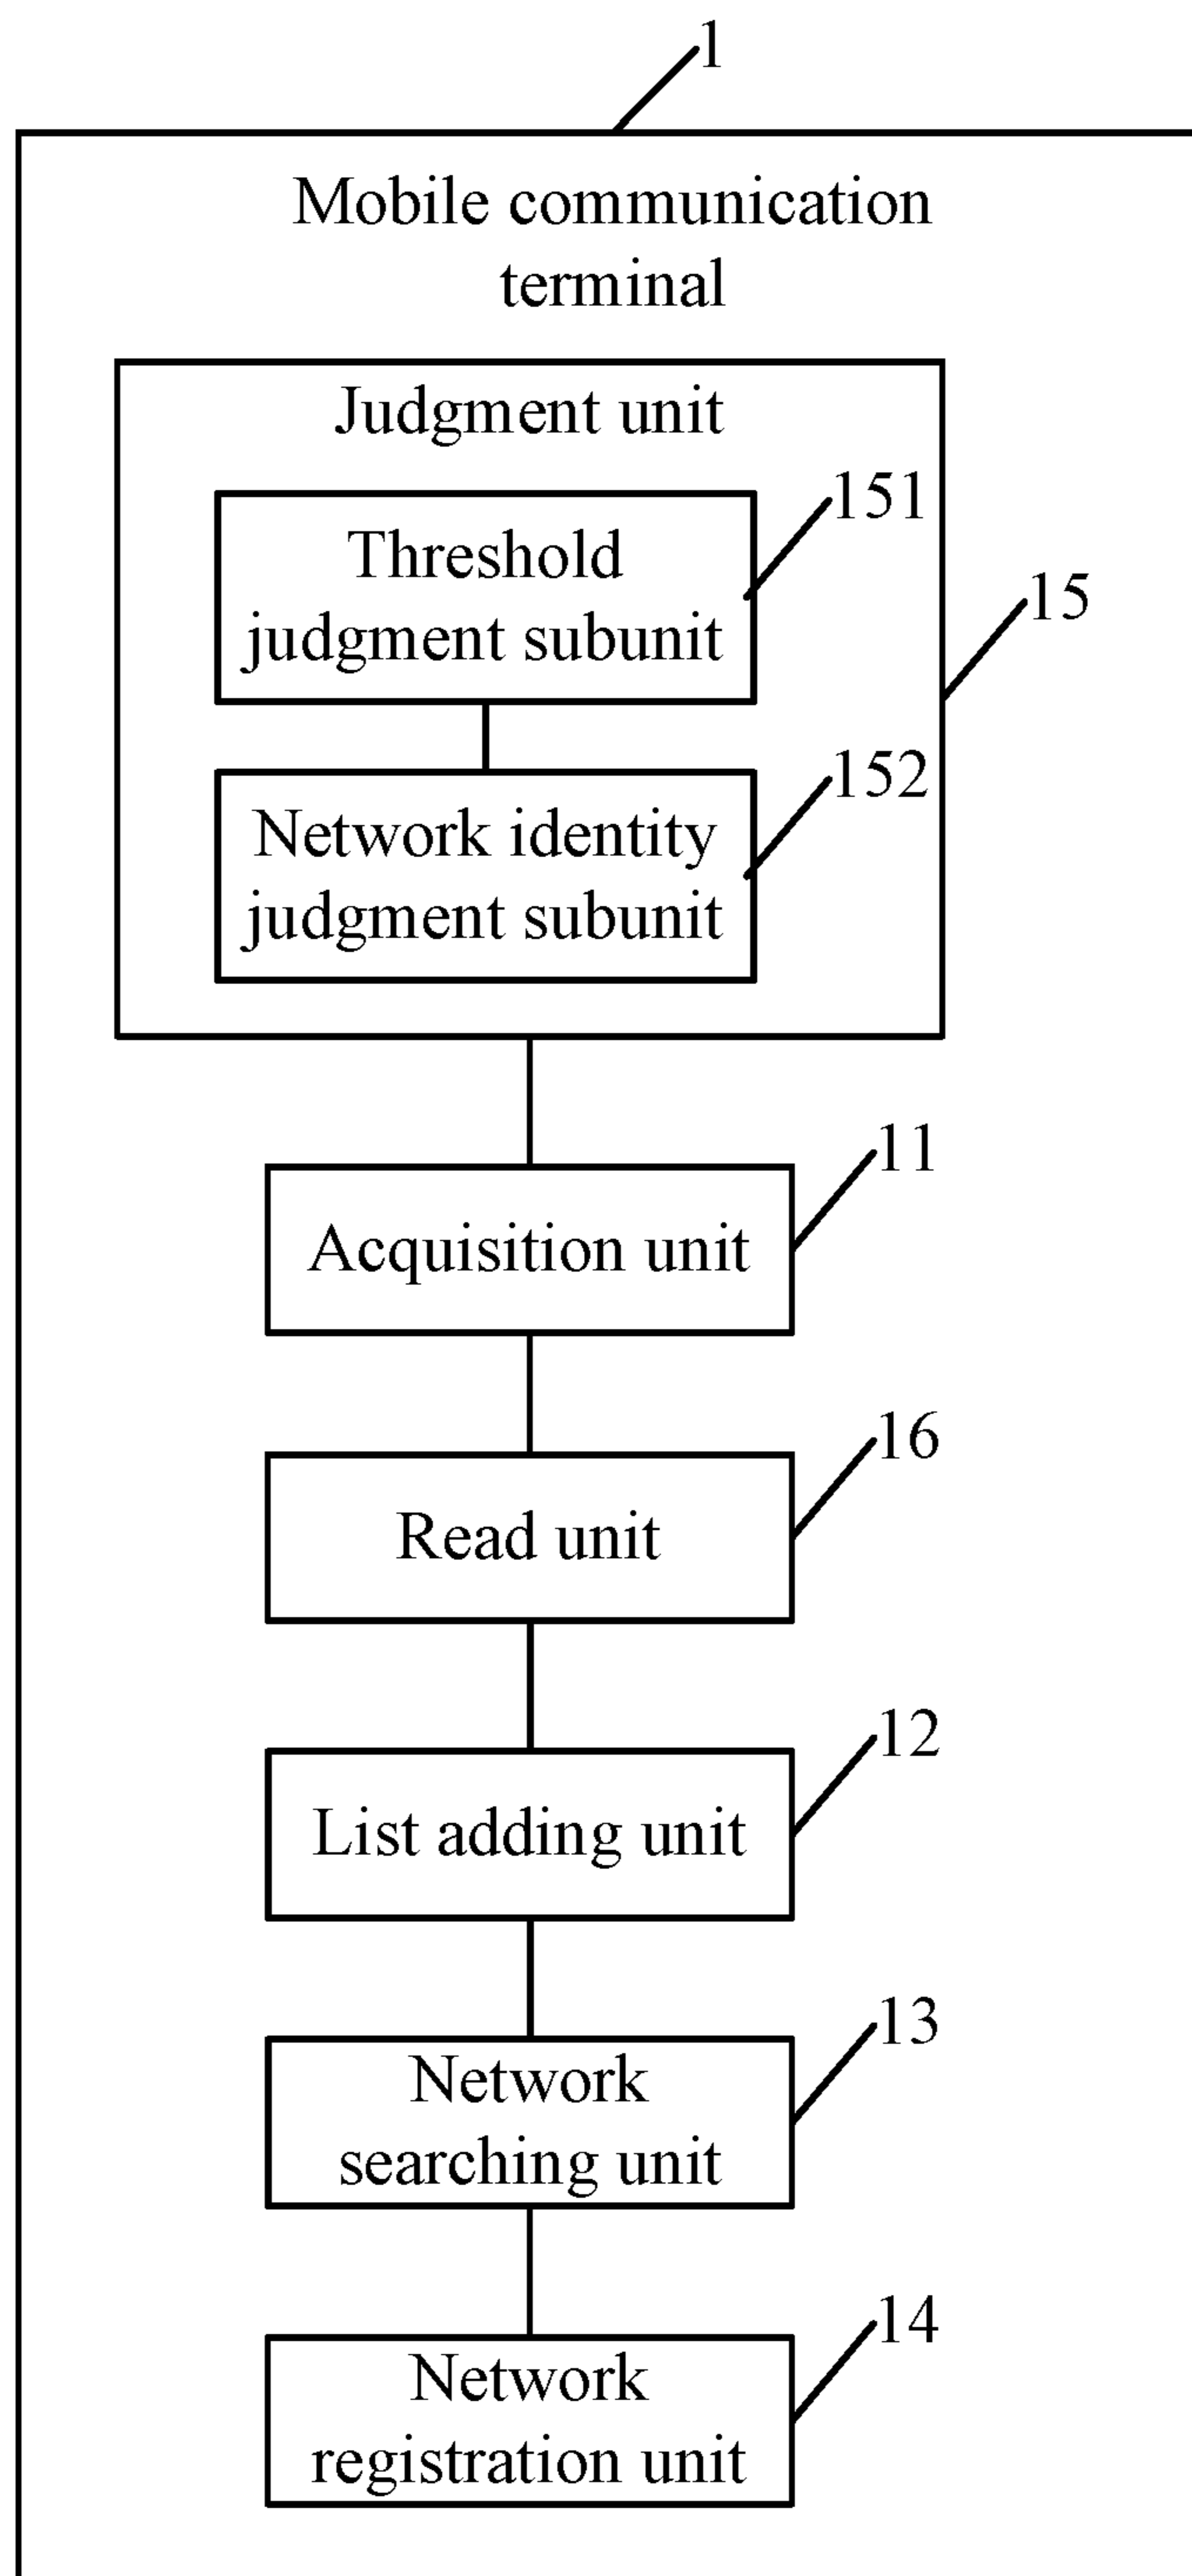 1
Mobile communication
terminal
Judgment unit
151
Threshold
judgment subunit
15
152
Network identity
judgment subunit
11
Acquisition unit
16
Read unit
12
List adding unit
13
Network
searching unit
14
Network
registration unit